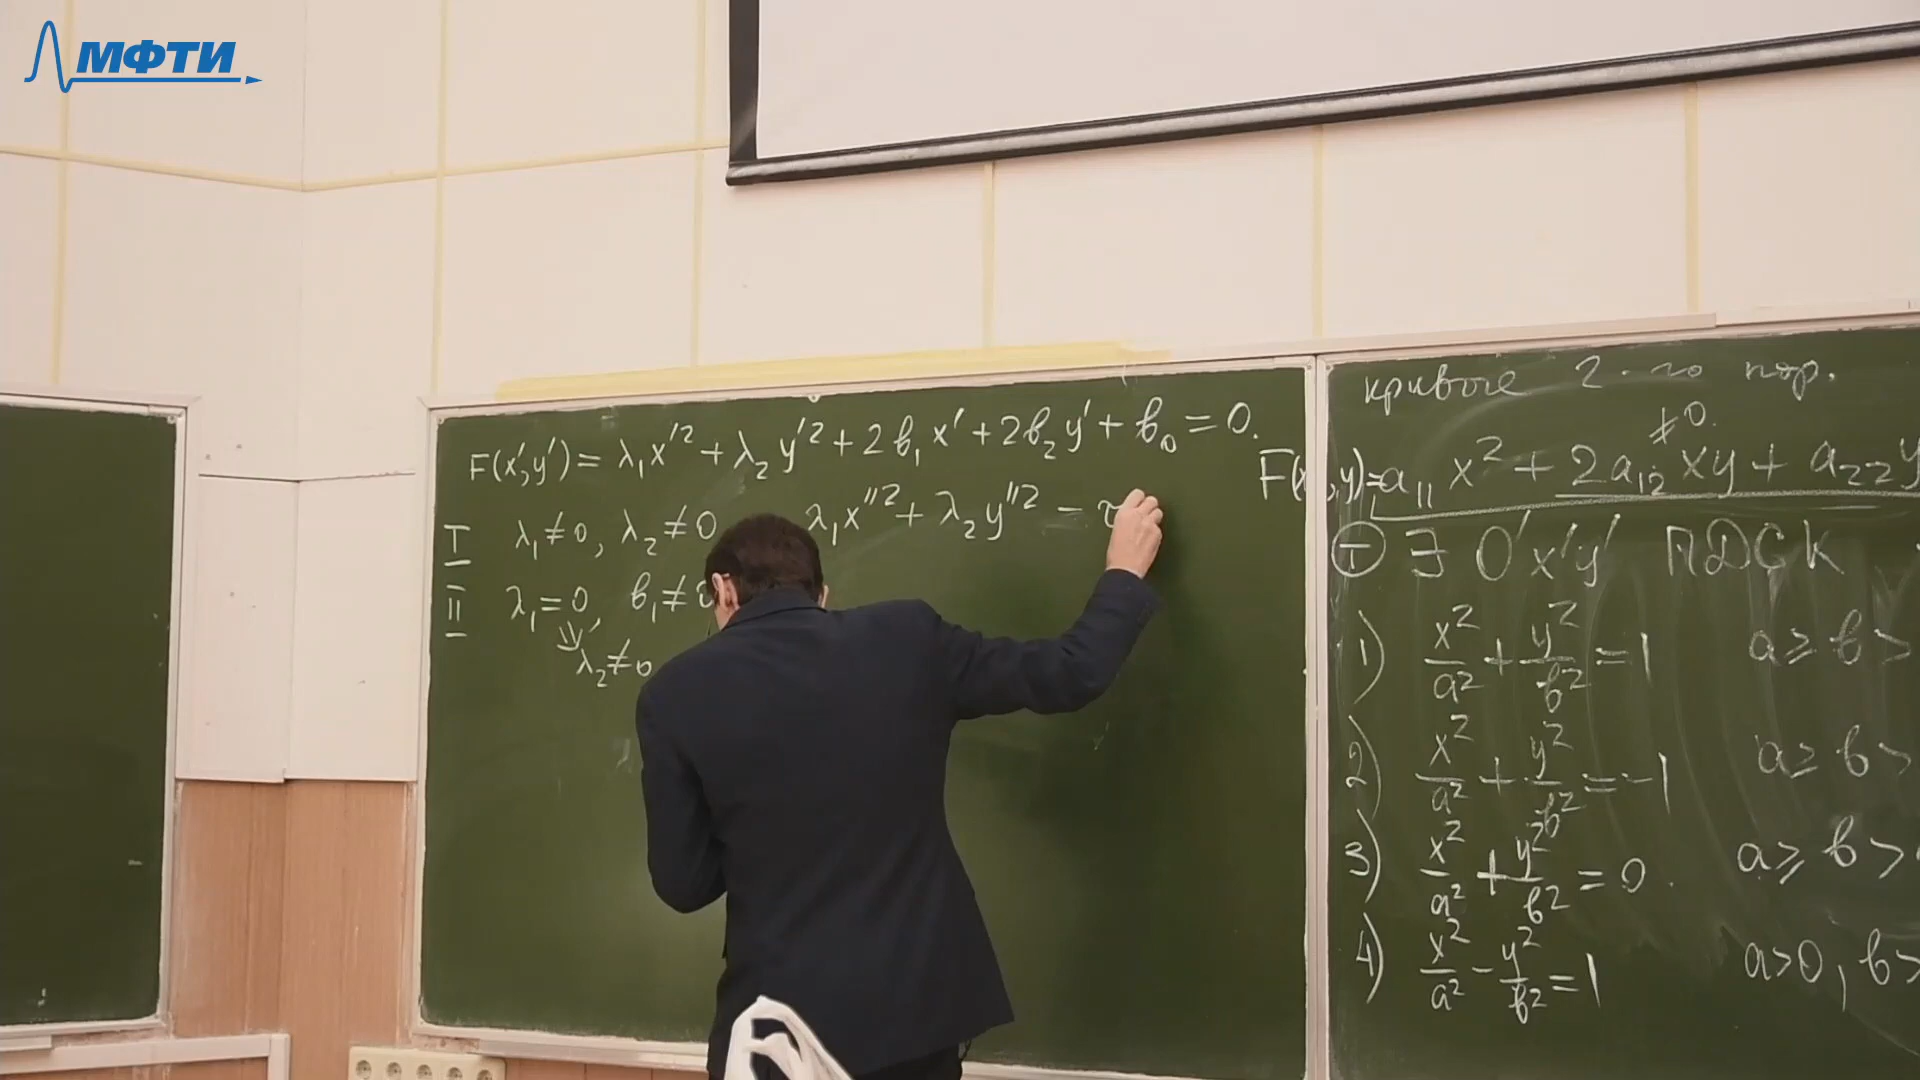 МФТИ
F(x',y') = λ₁x'² + λ₂y'² + 2b₁x' + 2b₂y' + b₀ = 0.
I λ₁≠0, λ₂≠0 λ₁x''² + λ₂y''² −
II λ₁=0, b₁≠0
⇓
λ₂≠0
кривые 2-го пор.
≠0.
F(x,y)=a₁₁x² + 2a₁₂xy + a₂₂y
Т ∃ O'x'y' ПДСК
1) x²/a² + y²/b² = 1 a ≥ b >
2) x²/a² + y²/b² = −1 a ≥ b >
3) x²/a² + y²/b² = 0. a ≥ b >
4) x²/a² − y²/b² = 1 a>0, b>